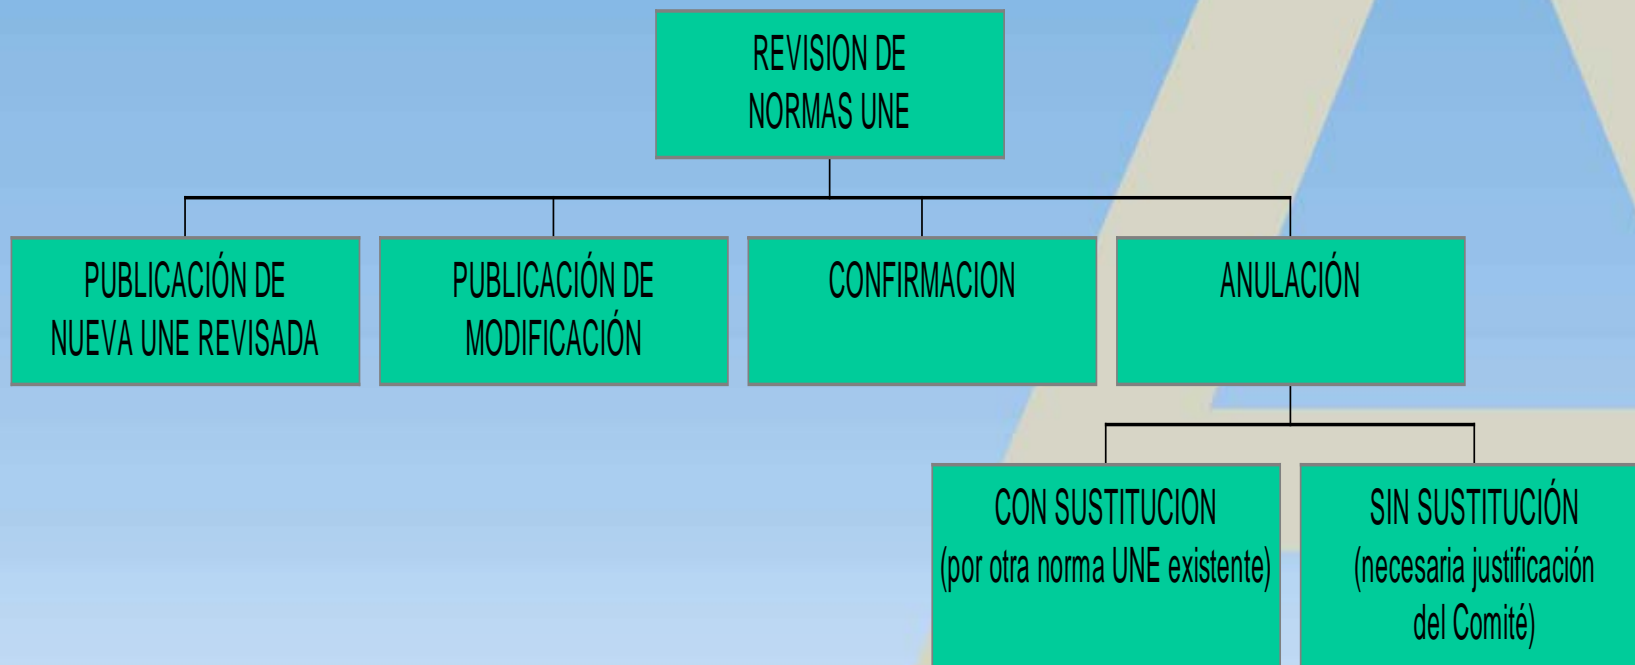 REVISION DE
NORMAS UNE
PUBLICACIÓN DE
NUEVA UNE REVISADA
PUBLICACIÓN DE
MODIFICACIÓN
CONFIRMACION
ANULACIÓN
CON SUSTITUCION
(por otra norma UNE existente)
SIN SUSTITUCIÓN
(necesaria justificación
del Comité)